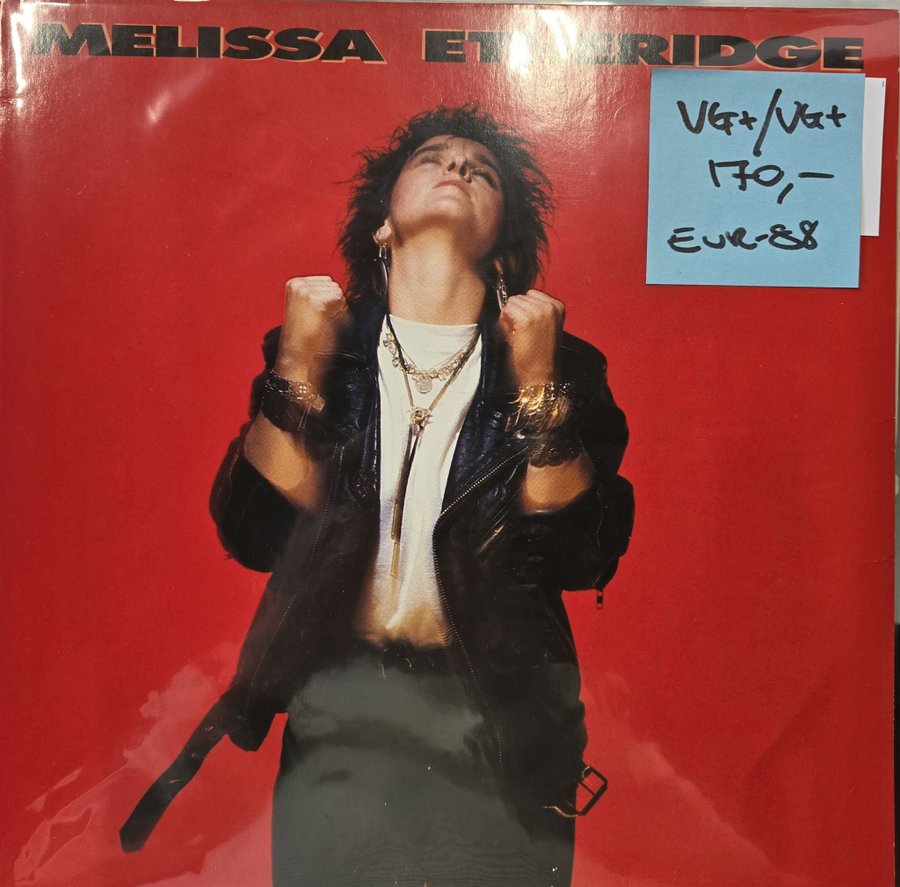 MELISSA ETHERIDGE
VG+/VG+
170,-
EUR-88